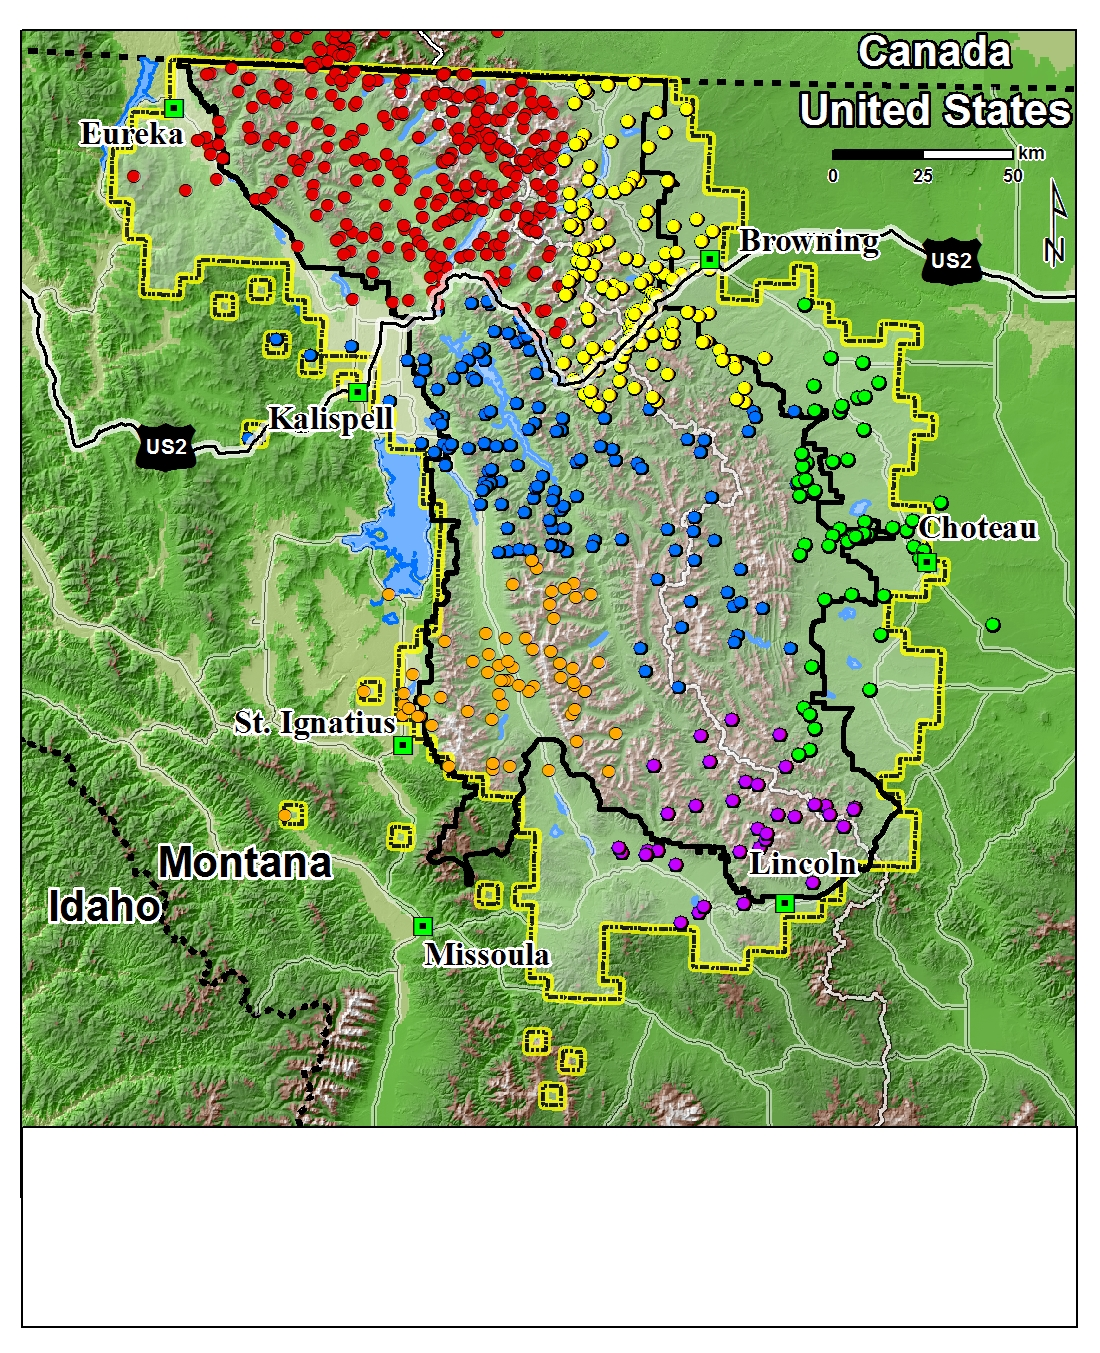 Canada
United States
km
0 25 50
N
Eureka
Browning
US2
Kalispell
US2
Choteau
St. Ignatius
Montana
Lincoln
Idaho
Missoula